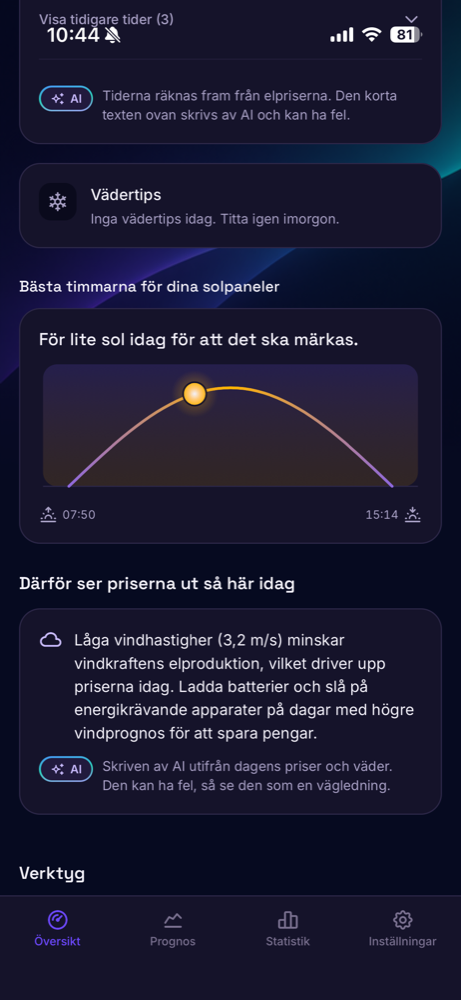 Visa tidigare tider (3)
10:44
81
AI
Tiderna räknas fram från elpriserna. Den korta
texten ovan skrivs av AI och kan ha fel.
Vädertips
Inga vädertips idag. Titta igen imorgon.
Bästa timmarna för dina solpaneler
För lite sol idag för att det ska märkas.
07:50
15:14
Därför ser priserna ut så här idag
Låga vindhastigher (3,2 m/s) minskar
vindkraftens elproduktion, vilket driver upp
priserna idag. Ladda batterier och slå på
energikrävande apparater på dagar med högre
vindprognos för att spara pengar.
AI
Skriven av AI utifrån dagens priser och väder.
Den kan ha fel, så se den som en vägledning.
Verktyg
Översikt
Prognos
Statistik
Inställningar